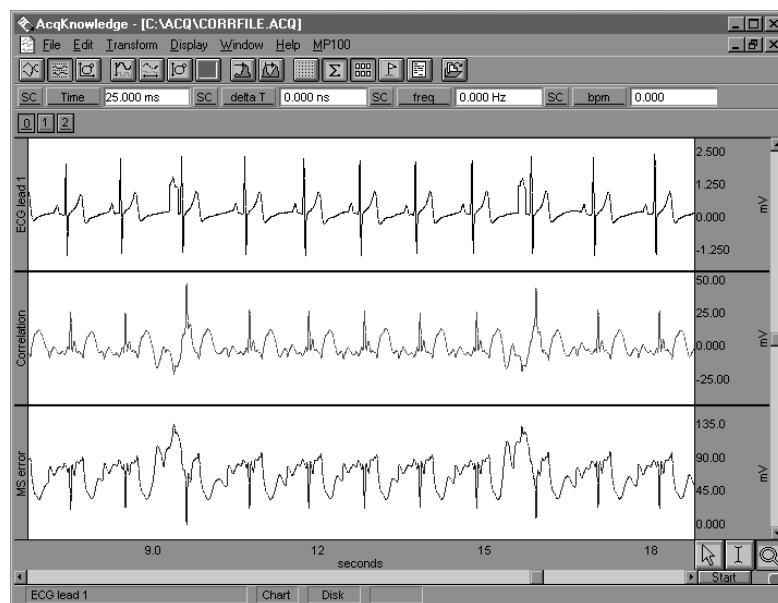 AcqKnowledge - [C:\ACQ\CORRFILE.ACQ]
File Edit Transform Display Window Help MP100
SC Time 25.000 ms SC delta T 0.000 ns SC freq 0.000 Hz SC bpm 0.000
0 1 2
ECG lead 1
2.500
1.250
0.000
-1.250
mV
Correlation
50.00
25.00
0.000
-25.00
mV
MS error
135.0
90.00
45.00
0.000
mV
9.0 12 15 18
seconds
Start
ECG lead 1 Chart Disk